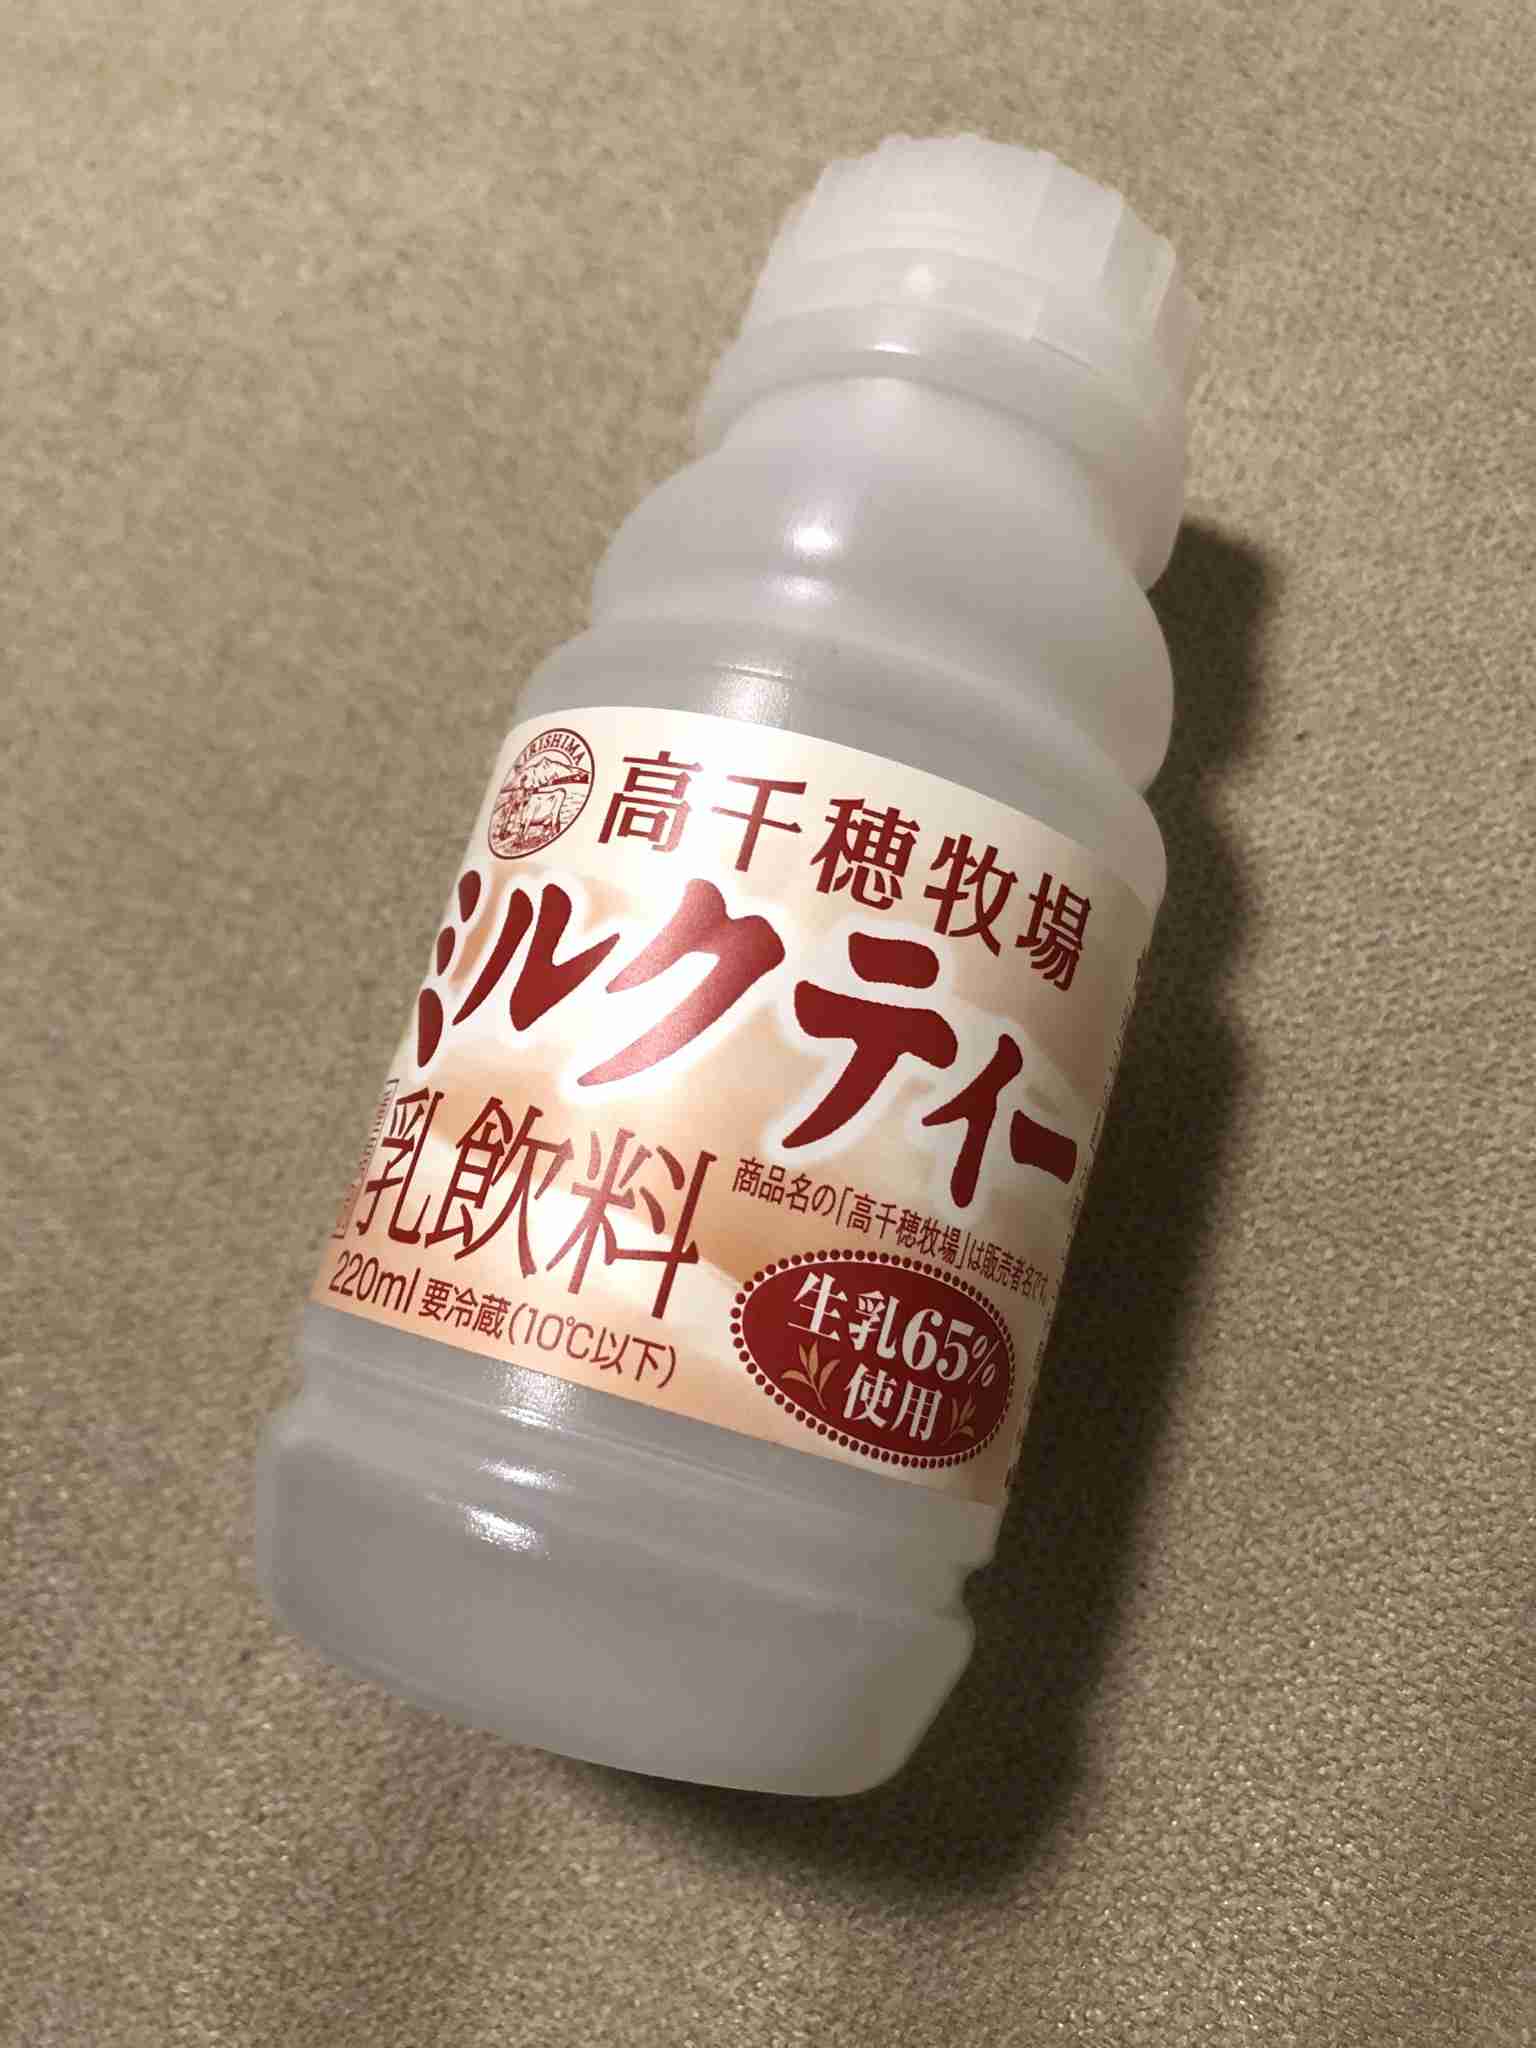 KIRISHIMA
高千穂牧場
ミルクティー
乳飲料
商品名の「高千穂牧場」は販売者名です。
220ml 要冷蔵(10℃以下)
生乳65%
使用